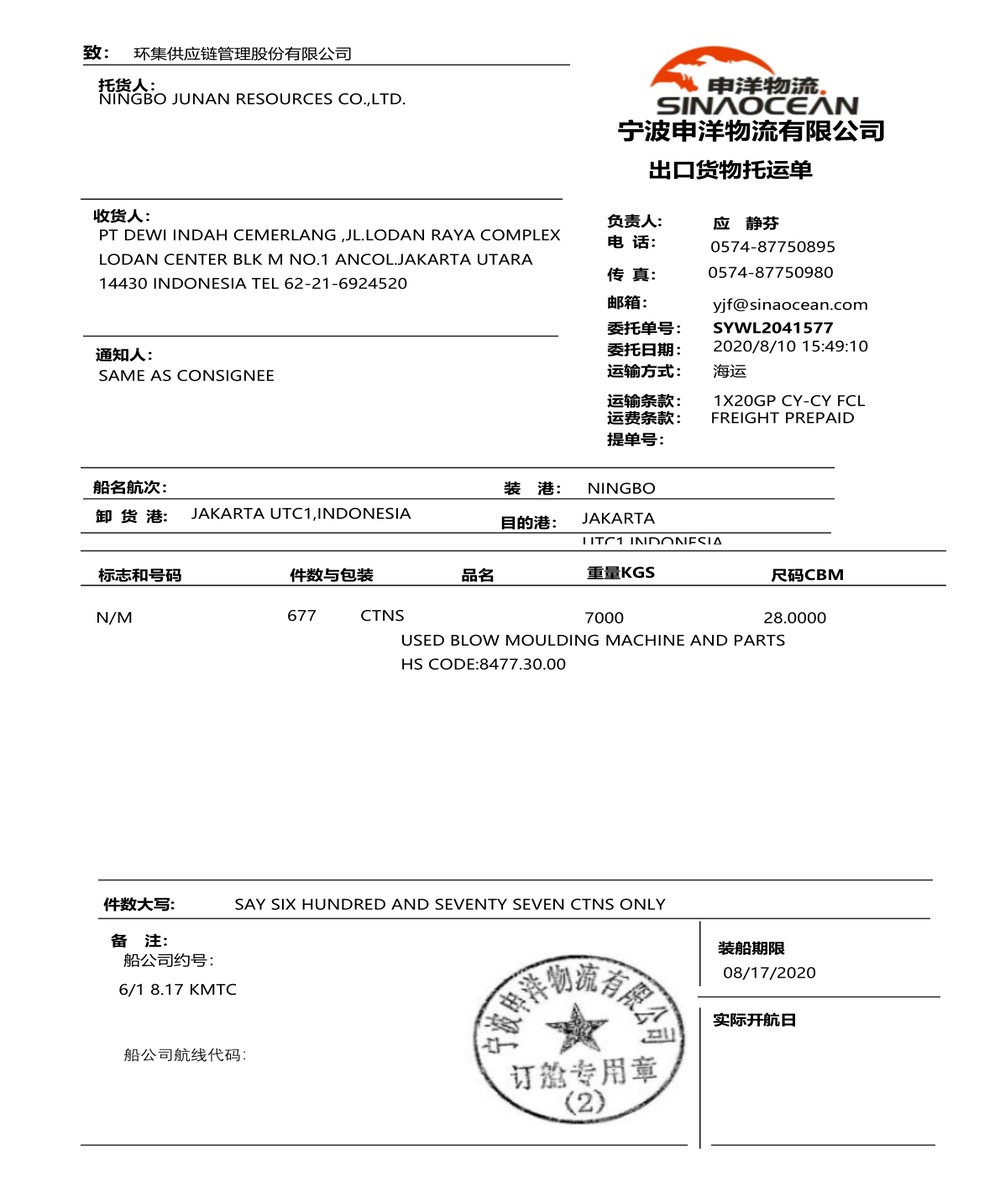 致： 环集供应链管理股份有限公司
托货人：
NINGBO JUNAN RESOURCES CO.,LTD.
申洋物流.
SINAOCEAN
宁波申洋物流有限公司
出口货物托运单
收货人：
PT DEWI INDAH CEMERLANG ,JL.LODAN RAYA COMPLEX
LODAN CENTER BLK M NO.1 ANCOL.JAKARTA UTARA
14430 INDONESIA TEL 62-21-6924520
通知人：
SAME AS CONSIGNEE
负责人: 应 静芬
电 话: 0574-87750895
传 真: 0574-87750980
邮箱: yjf@sinaocean.com
委托单号: SYWL2041577
委托日期: 2020/8/10 15:49:10
运输方式: 海运
运输条款: 1X20GP CY-CY FCL
运费条款: FREIGHT PREPAID
提单号:
船名航次: 装 港: NINGBO
卸 货 港: JAKARTA UTC1,INDONESIA 目的港: JAKARTA
UTC1,INDONESIA
标志和号码 件数与包装 品名 重量KGS 尺码CBM
N/M 677 CTNS 7000 28.0000
USED BLOW MOULDING MACHINE AND PARTS
HS CODE:8477.30.00
件数大写: SAY SIX HUNDRED AND SEVENTY SEVEN CTNS ONLY
备 注:
船公司约号:
6/1 8.17 KMTC
船公司航线代码:
宁波申洋物流有限公司
订舱专用章
(2)
装船期限
08/17/2020
实际开航日